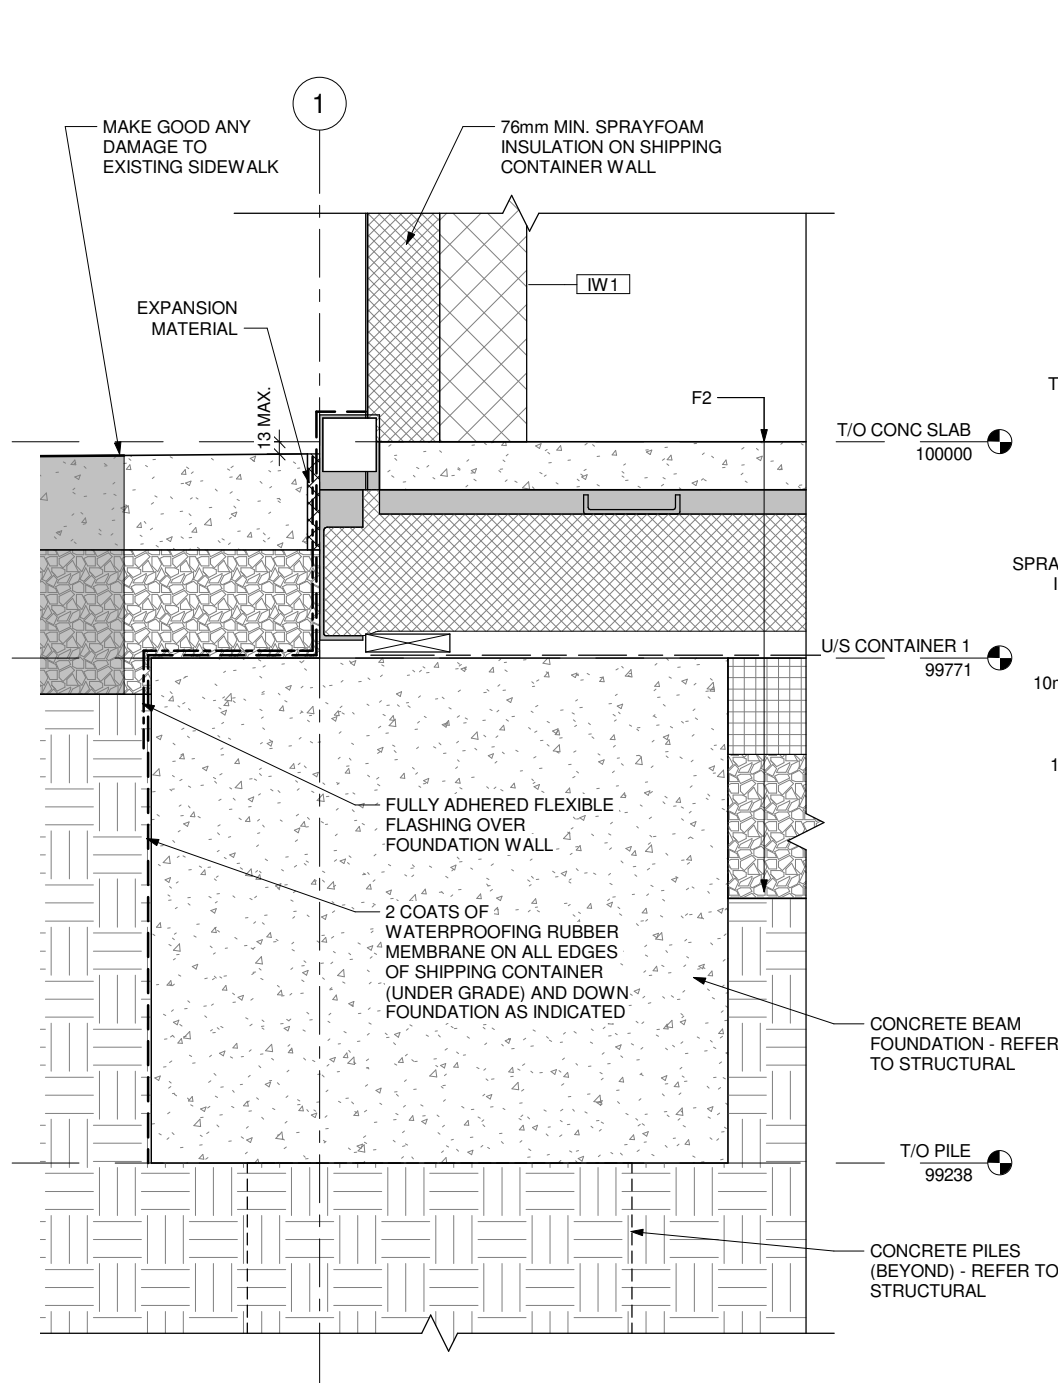 1
MAKE GOOD ANY
DAMAGE TO
EXISTING SIDEWALK
76mm MIN. SPRAYFOAM
INSULATION ON SHIPPING
CONTAINER WALL
IW1
EXPANSION
MATERIAL
13 MAX.
F2
T
T/O CONC SLAB
100000
SPRA
I
U/S CONTAINER 1
99771
10m
1
FULLY ADHERED FLEXIBLE
FLASHING OVER
FOUNDATION WALL
2 COATS OF
WATERPROOFING RUBBER
MEMBRANE ON ALL EDGES
OF SHIPPING CONTAINER
(UNDER GRADE) AND DOWN
FOUNDATION AS INDICATED
CONCRETE BEAM
FOUNDATION - REFER
TO STRUCTURAL
T/O PILE
99238
CONCRETE PILES
(BEYOND) - REFER TO
STRUCTURAL